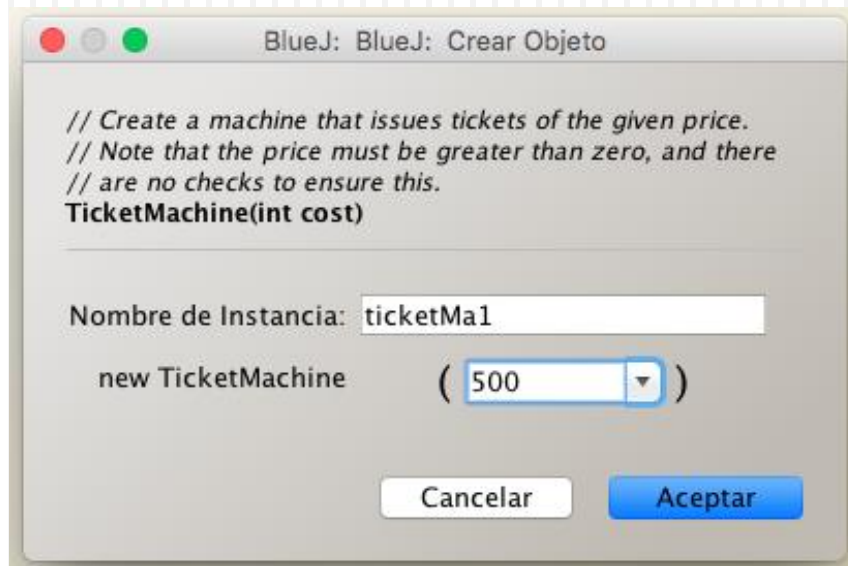 BlueJ: BlueJ: Crear Objeto
// Create a machine that issues tickets of the given price.
// Note that the price must be greater than zero, and there
// are no checks to ensure this.
TicketMachine(int cost)
Nombre de Instancia: ticketMa1
new TicketMachine ( 500 )
Cancelar Aceptar